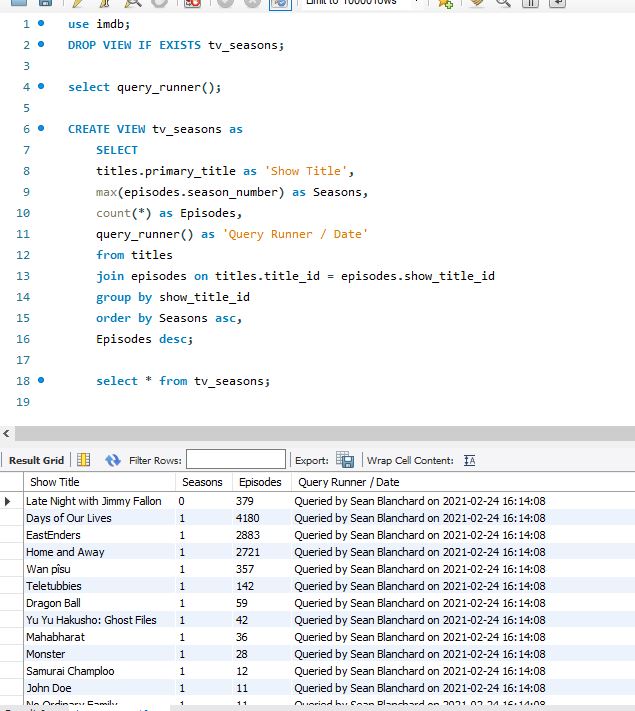 Limit to 100001rows
1 use imdb;
2 DROP VIEW IF EXISTS tv_seasons;
3
4 select query_runner();
5
6 CREATE VIEW tv_seasons as
7 SELECT
8 titles.primary_title as 'Show Title',
9 max(episodes.season_number) as Seasons,
10 count(*) as Episodes,
11 query_runner() as 'Query Runner / Date'
12 from titles
13 join episodes on titles.title_id = episodes.show_title_id
14 group by show_title_id
15 order by Seasons asc,
16 Episodes desc;
17
18 select * from tv_seasons;
19
Result Grid Filter Rows: Export: Wrap Cell Content:
Show Title Seasons Episodes Query Runner / Date
Late Night with Jimmy Fallon 0 379 Queried by Sean Blanchard on 2021-02-24 16:14:08
Days of Our Lives 1 4180 Queried by Sean Blanchard on 2021-02-24 16:14:08
EastEnders 1 2883 Queried by Sean Blanchard on 2021-02-24 16:14:08
Home and Away 1 2721 Queried by Sean Blanchard on 2021-02-24 16:14:08
Wan pîsu 1 357 Queried by Sean Blanchard on 2021-02-24 16:14:08
Teletubbies 1 142 Queried by Sean Blanchard on 2021-02-24 16:14:08
Dragon Ball 1 59 Queried by Sean Blanchard on 2021-02-24 16:14:08
Yu Yu Hakusho: Ghost Files 1 42 Queried by Sean Blanchard on 2021-02-24 16:14:08
Mahabharat 1 36 Queried by Sean Blanchard on 2021-02-24 16:14:08
Monster 1 28 Queried by Sean Blanchard on 2021-02-24 16:14:08
Samurai Champloo 1 12 Queried by Sean Blanchard on 2021-02-24 16:14:08
John Doe 1 11 Queried by Sean Blanchard on 2021-02-24 16:14:08
No Ordinary Family 1 11 Queried by Sean Blanchard on 2021-02-24 16:14:08